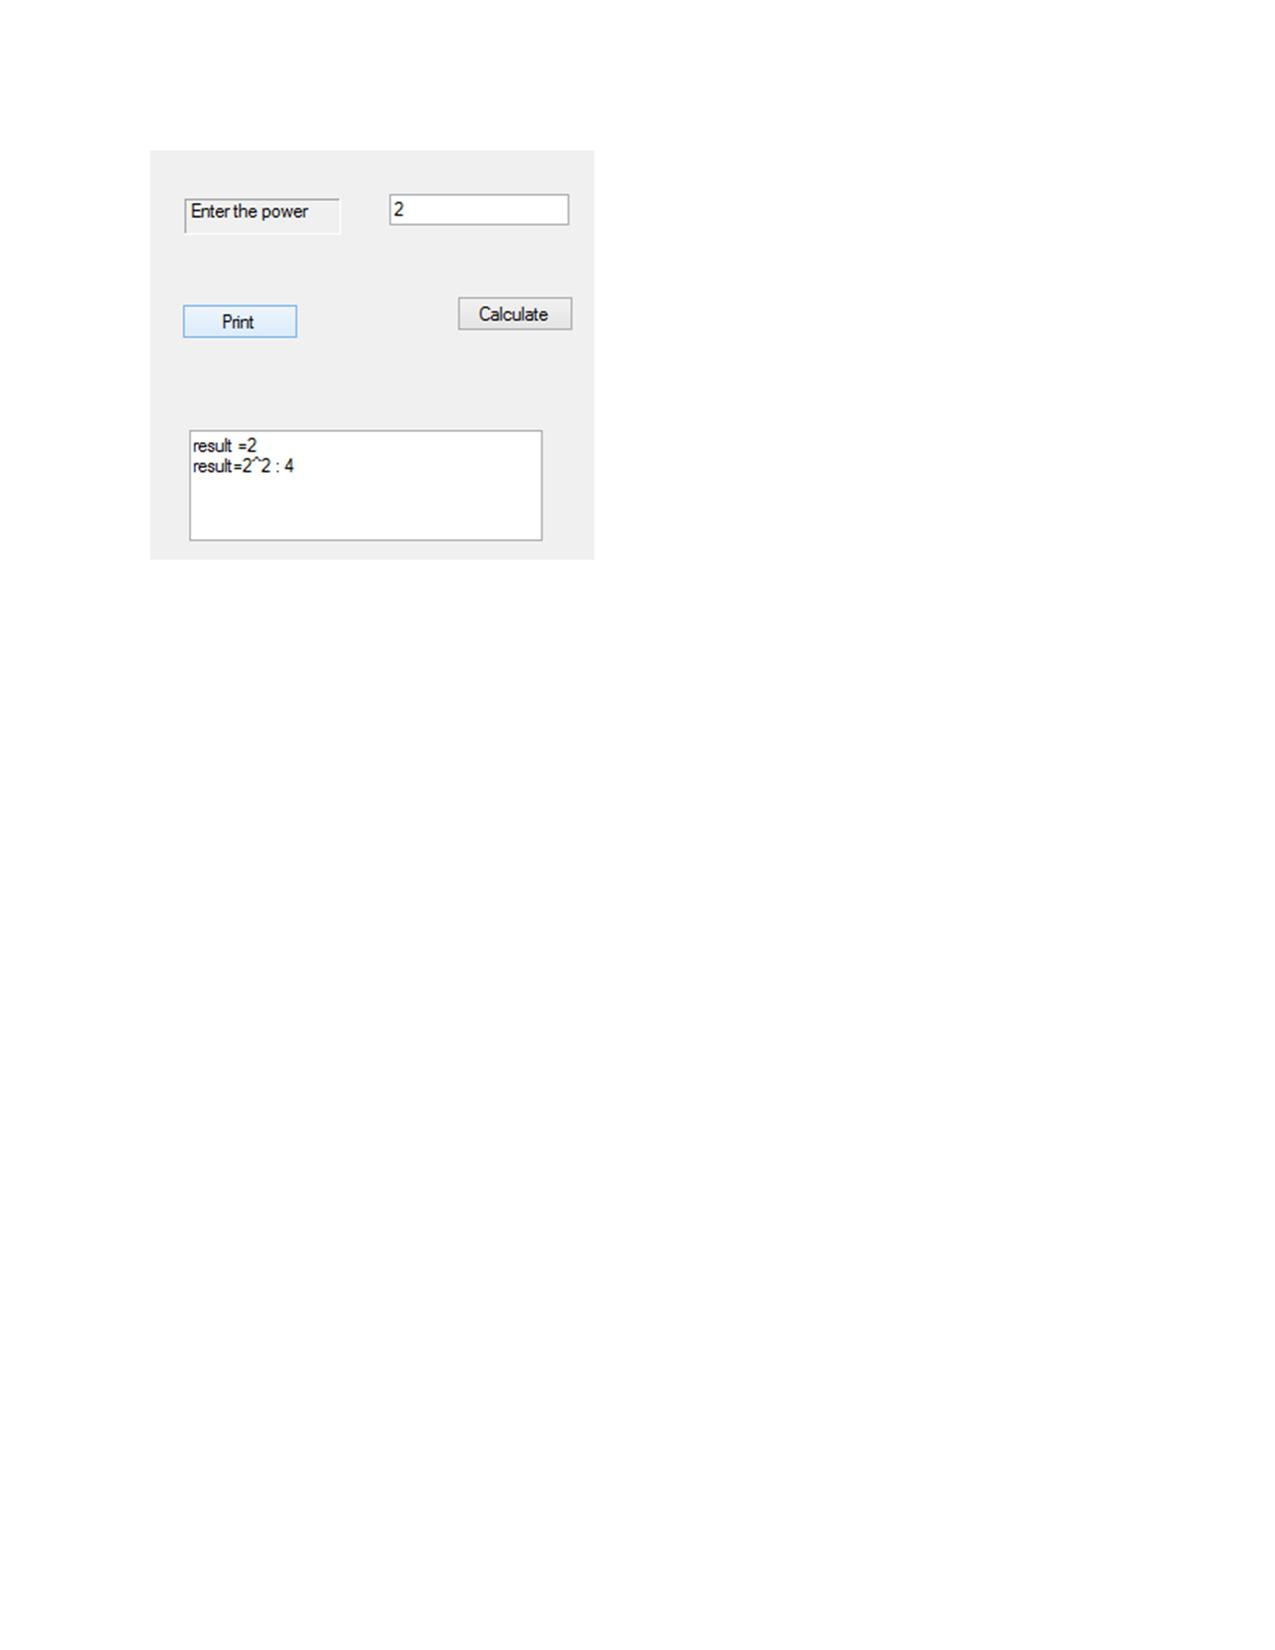 Enter the power
2
Print
Calculate
result =2
result=2^2 : 4